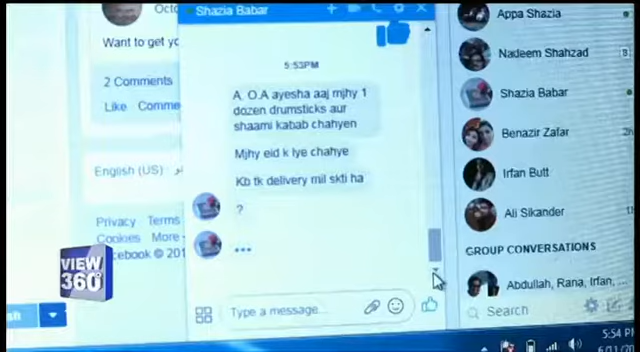 Octo
Want to get yo
2 Comments
Like Comme
English (US)
Privacy Terms
Cookies More
cebook © 201
VIEW
360°
Shazia Babar
5:53PM
A. O.A ayesha aaj mjhy 1
dozen drumsticks aur
shaami kabab chahyen
Mjhy eid k lye chahye
Kb tk delivery mil skti ha
?
Type a message...
Appa Shazia
Nadeem Shahzad
Shazia Babar
Benazir Zafar
Irfan Butt
Ali Sikander
GROUP CONVERSATIONS
Abdullah, Rana, Irfan, ...
Search
5:54 PM